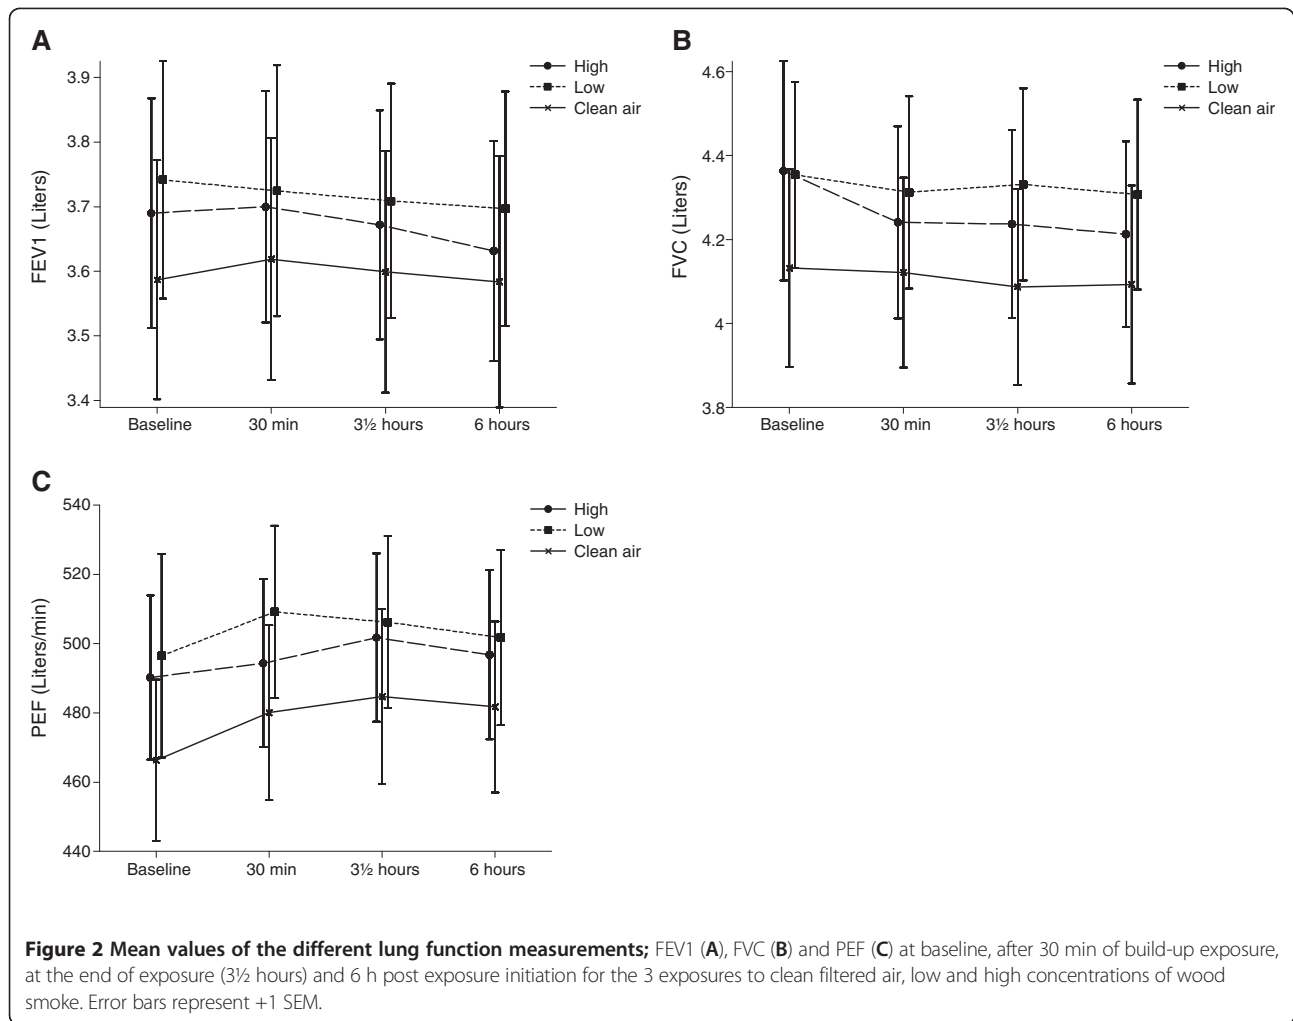 A
High
Low
Clean air
FEV1 (Liters)
3.9
3.8
3.7
3.6
3.5
3.4
Baseline 30 min 3½ hours 6 hours
B
High
Low
Clean air
FVC (Liters)
4.6
4.4
4.2
4
3.8
Baseline 30 min 3½ hours 6 hours
C
High
Low
Clean air
PEF (Liters/min)
540
520
500
480
460
440
Baseline 30 min 3½ hours 6 hours
Figure 2 Mean values of the different lung function measurements; FEV1 (A), FVC (B) and PEF (C) at baseline, after 30 min of build-up exposure,
at the end of exposure (3½ hours) and 6 h post exposure initiation for the 3 exposures to clean filtered air, low and high concentrations of wood
smoke. Error bars represent +1 SEM.